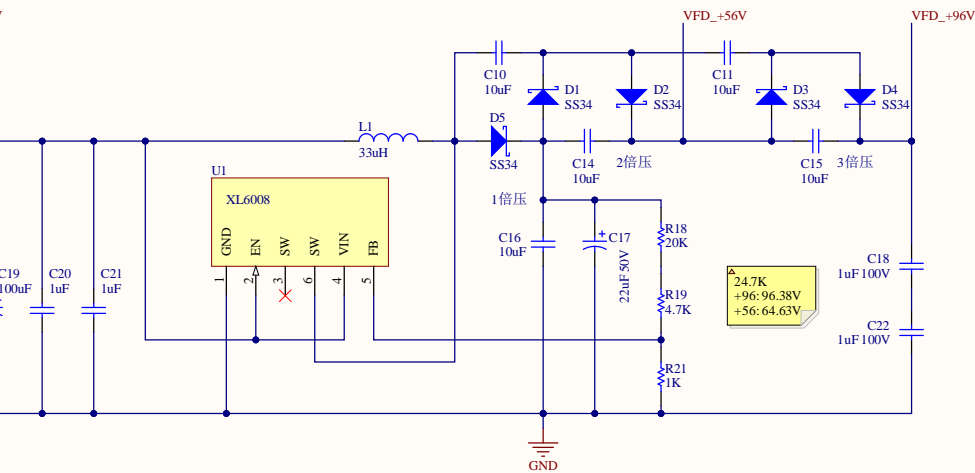 VFD_+56V
VFD_+96V
C10
10uF
C11
10uF
D1
SS34
D2
SS34
D3
SS34
D4
SS34
L1
33uH
D5
SS34
C14
10uF
2倍压
C15
10uF
3倍压
U1
XL6008
GND
EN
SW
SW
VIN
FB
1
2
3
6
4
5
1倍压
C16
10uF
C17
22uF 50V
R18
20K
R19
4.7K
R21
1K
24.7K
+96: 96.38V
+56: 64.63V
C18
1uF 100V
C22
1uF 100V
C19
100uF
C20
1uF
C21
1uF
GND